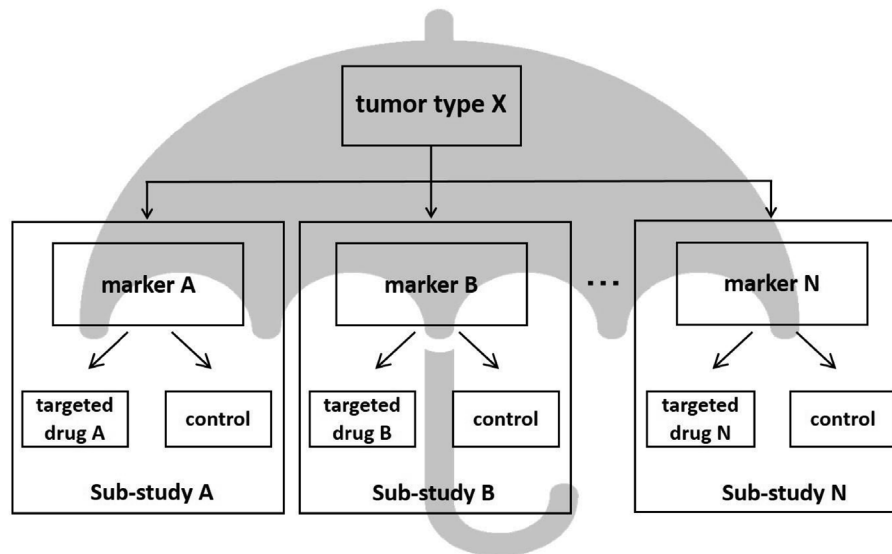 tumor type X
marker A
marker B
...
marker N
targeted
drug A
control
targeted
drug B
control
targeted
drug N
control
Sub-study A
Sub-study B
Sub-study N